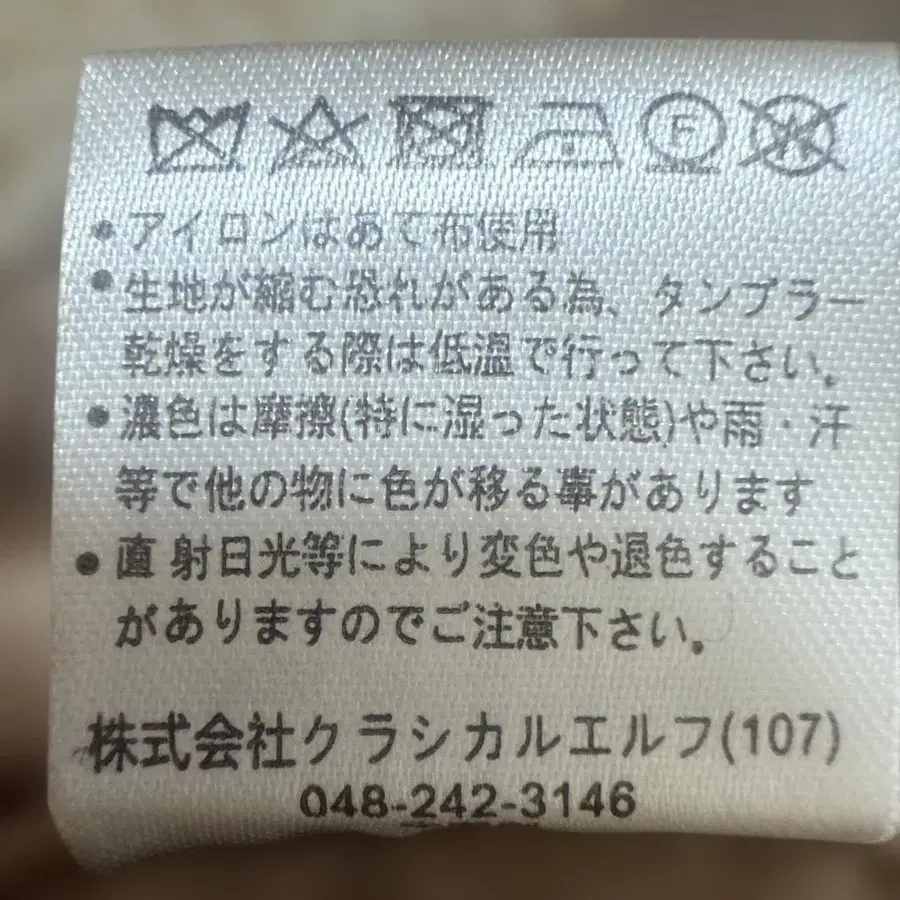 F
W
・アイロンはあて布使用
・生地が縮む恐れがある為、タンブラー
乾燥をする際は低温で行って下さい。
・濃色は摩擦(特に湿った状態)や雨・汗
等で他の物に色が移る事があります
・直射日光等により変色や退色すること
がありますのでご注意下さい。
株式会社クラシカルエルフ(107)
048-242-3146